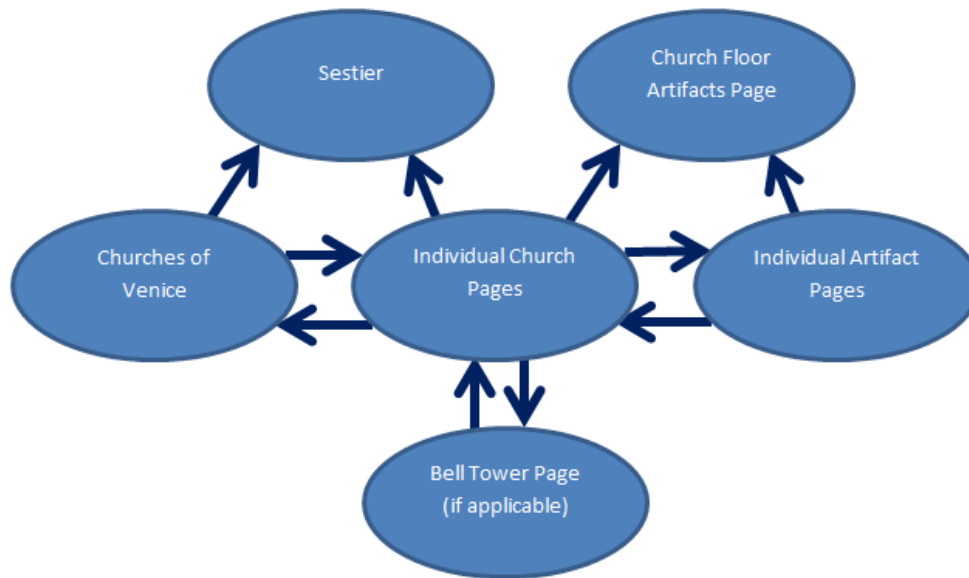 Sestier
Church Floor
Artifacts Page
Churches of
Venice
Individual Church
Pages
Individual Artifact
Pages
Bell Tower Page
(if applicable)